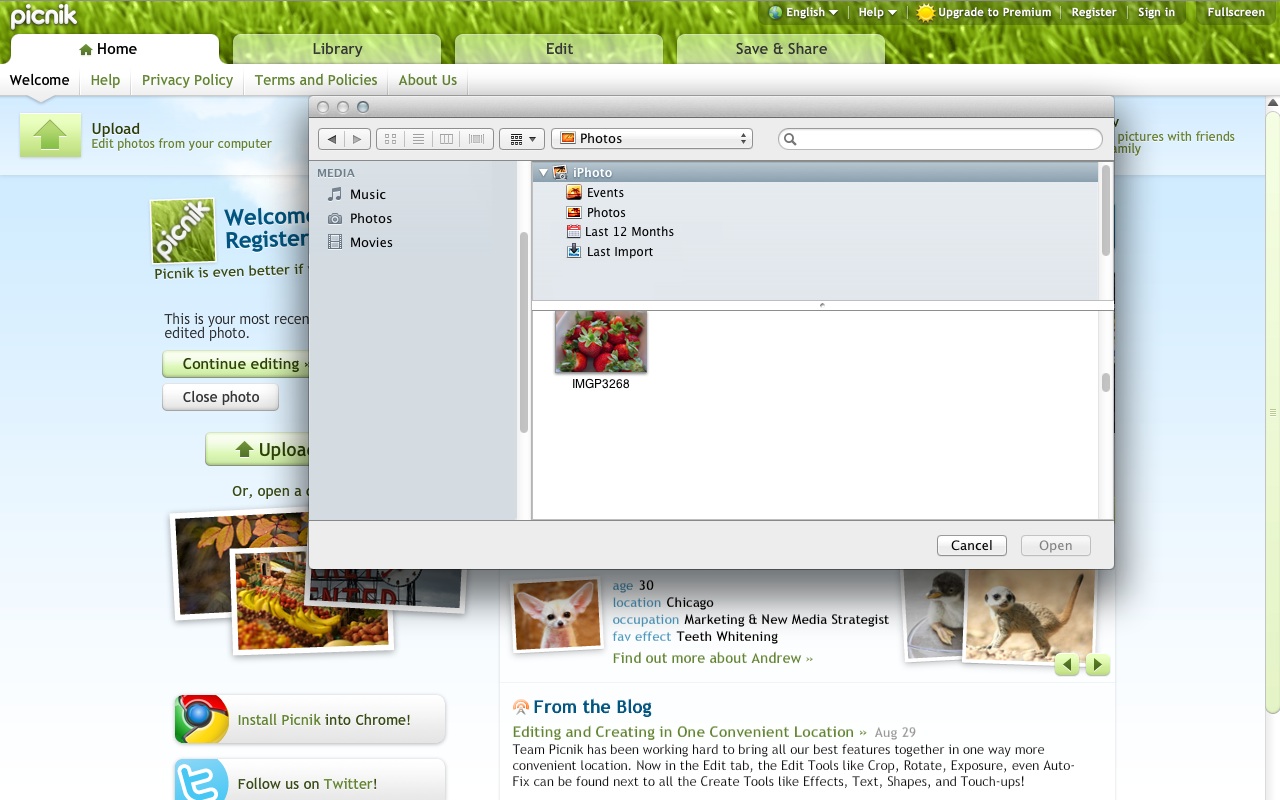 picnik
English
Help
Upgrade to Premium
Register
Sign in
Fullscreen
Home
Library
Edit
Save & Share
Welcome
Help
Privacy Policy
Terms and Policies
About Us
Upload
Edit photos from your computer
pictures with friends
Photos
MEDIA
Music
Photos
Movies
iPhoto
Events
Photos
Last 12 Months
Last Import
IMGP3268
Cancel
Open
picnik
Welcome
Register
Picnik is even better if
This is your most recen
edited photo.
Continue editing »
Close photo
Uploa
Or, open a
ENTER
age 30
location Chicago
occupation Marketing & New Media Strategist
fav effect Teeth Whitening
Find out more about Andrew »
Install Picnik into Chrome!
Follow us on Twitter!
From the Blog
Editing and Creating in One Convenient Location » Aug 29
Team Picnik has been working hard to bring all our best features together in one way more
convenient location. Now in the Edit tab, the Edit Tools like Crop, Rotate, Exposure, even Auto-
Fix can be found next to all the Create Tools like Effects, Text, Shapes, and Touch-ups!